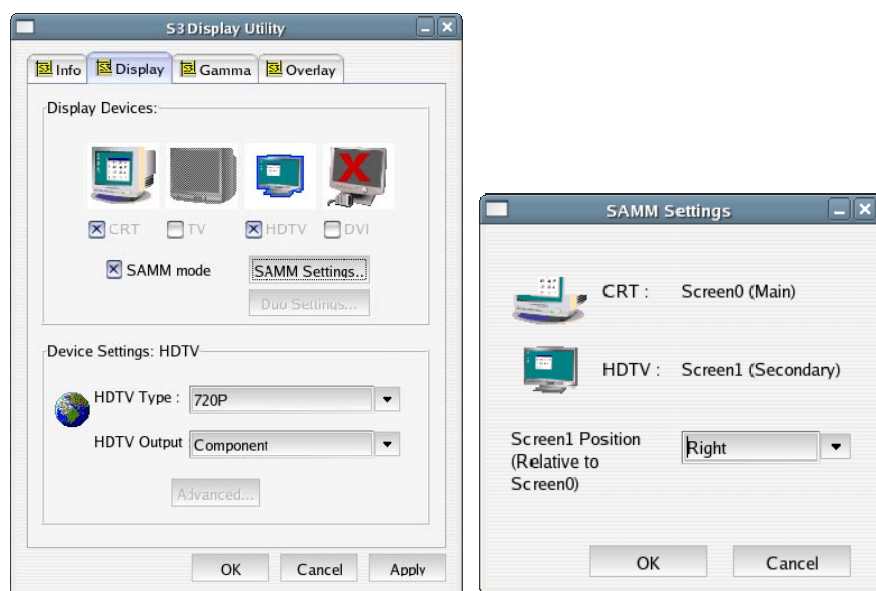 S3 Display Utility
Info Display Gamma Overlay
Display Devices:
CRT TV HDTV DVI
SAMM mode SAMM Settings..
Duo Settings...
Device Settings: HDTV
HDTV Type : 720P
HDTV Output Component
Advanced...
OK Cancel Apply
SAMM Settings
CRT : Screen0 (Main)
HDTV : Screen1 (Secondary)
Screen1 Position
(Relative to
Screen0)
Right
OK Cancel